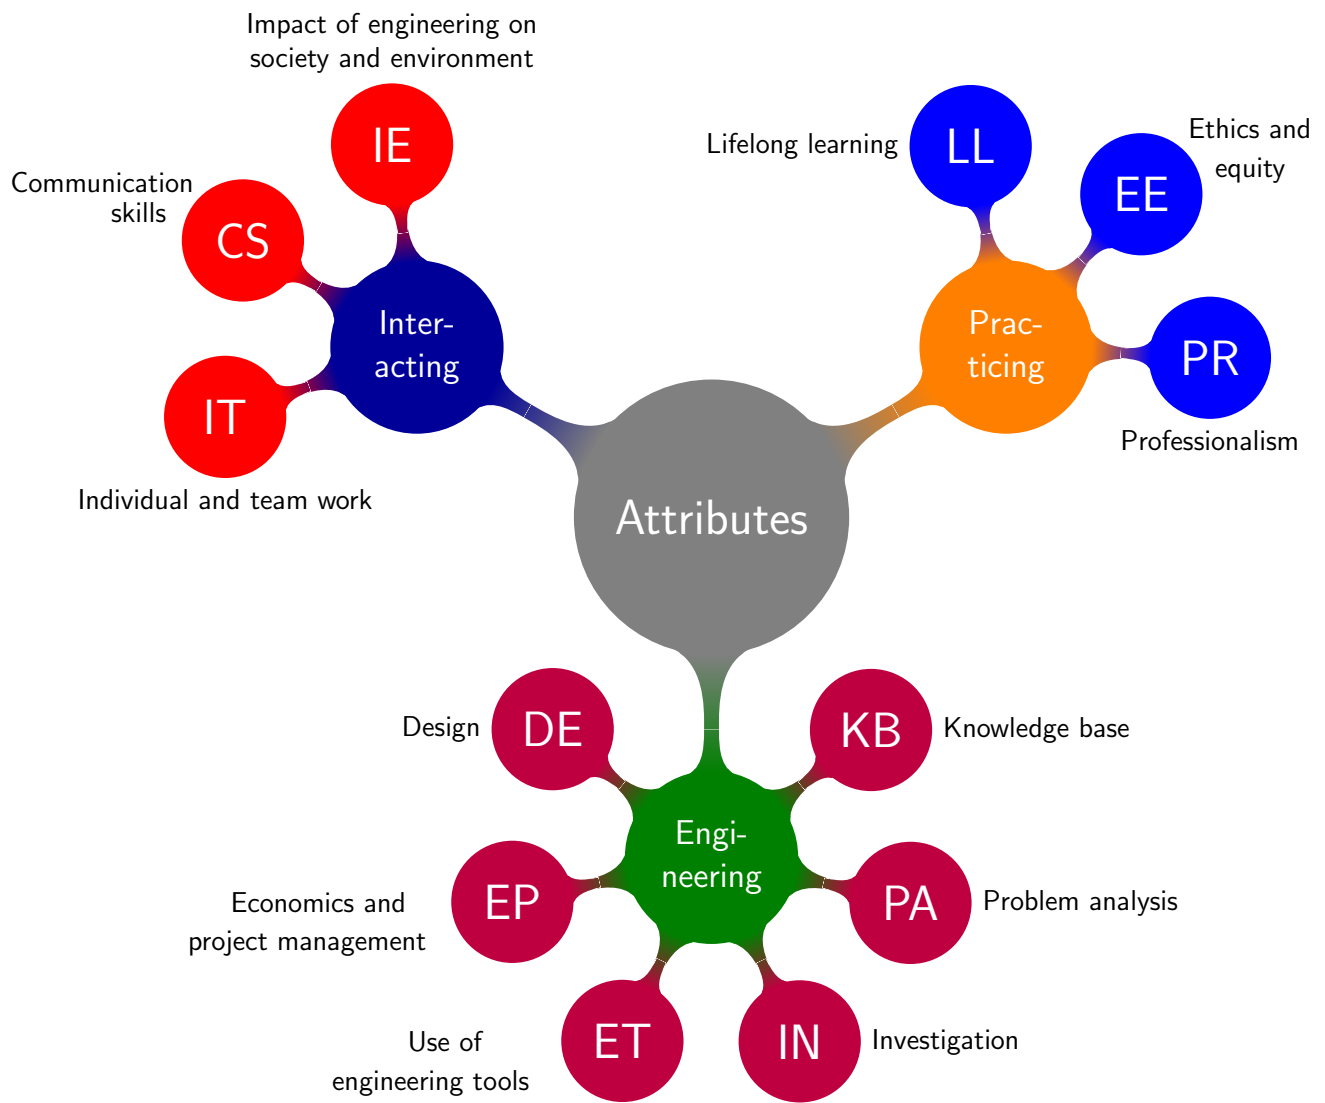 Impact of engineering on
society and environment
IE
Communication
skills
CS
IT
Individual and team work
Inter-
acting
Lifelong learning
LL
Ethics and
equity
EE
PR
Professionalism
Prac-
ticing
Attributes
Design
DE
KB
Knowledge base
Engi-
neering
Economics and
project management
EP
PA
Problem analysis
Use of
engineering tools
ET
IN
Investigation